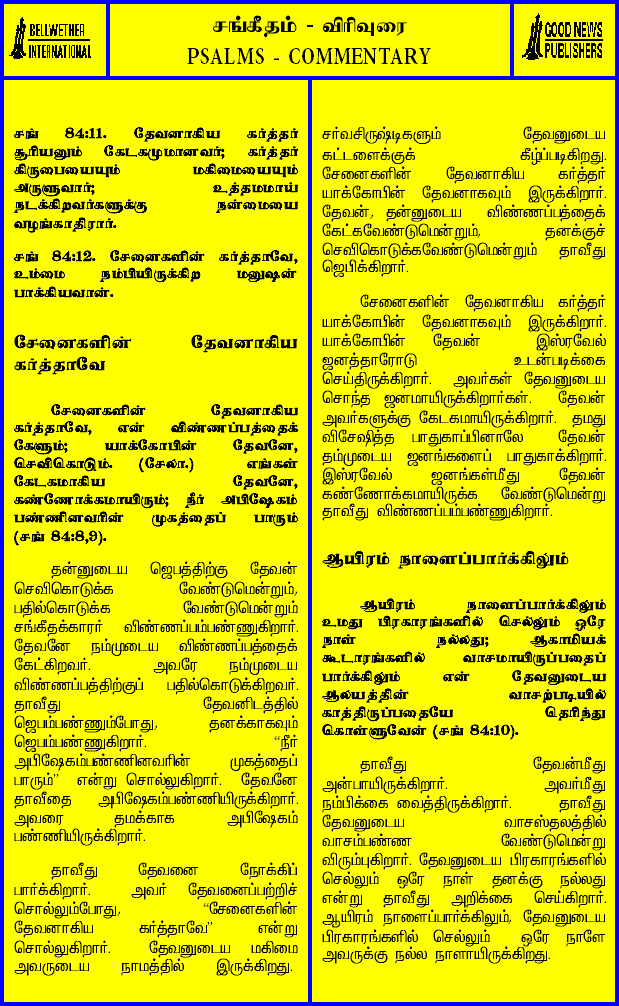 BELLWETHER
INTERNATIONAL
சங்கீதம் - விரிவுரை
PSALMS - COMMENTARY
GOOD NEWS
PUBLISHERS
சங் 84:11. தேவனாகிய கர்த்தர்
சூரியனும் கேடகமுமானவர்; கர்த்தர்
கிருபையையும் மகிமையையும்
அருளுவார்; உத்தமமாய்
நடக்கிறவர்களுக்கு நன்மையை
வழங்காதிரார்.
சங் 84:12. சேனைகளின் கர்த்தாவே,
உம்மை நம்பியிருக்கிற மனுஷன்
பாக்கியவான்.
சேனைகளின் தேவனாகிய
கர்த்தாவே
சேனைகளின் தேவனாகிய
கர்த்தாவே, என் விண்ணப்பத்தைக்
கேளும்; யாக்கோபின் தேவனே,
செவிகொடும். (சேலா.) எங்கள்
கேடகமாகிய தேவனே,
கண்ணோக்கமாயிரும்; நீர் அபிஷேகம்
பண்ணினவரின் முகத்தைப் பாரும்
(சங் 84:8,9).
தன்னுடைய ஜெபத்திற்கு தேவன்
செவிகொடுக்க வேண்டுமென்றும்,
பதில்கொடுக்க வேண்டுமென்றும்
சங்கீதக்காரர் விண்ணப்பம்பண்ணுகிறார்.
தேவனே நம்முடைய விண்ணப்பத்தைக்
கேட்கிறவர். அவரே நம்முடைய
விண்ணப்பத்திற்குப் பதில்கொடுக்கிறவர்.
தாவீது தேவனிடத்தில்
ஜெபம்பண்ணும்போது, தனக்காகவும்
ஜெபம்பண்ணுகிறார். “நீர்
அபிஷேகம்பண்ணினவரின் முகத்தைப்
பாரும்” என்று சொல்லுகிறார். தேவனே
தாவீதை அபிஷேகம்பண்ணியிருக்கிறார்.
அவரை தமக்காக அபிஷேகம்
பண்ணியிருக்கிறார்.
தாவீது தேவனை நோக்கிப்
பார்க்கிறார். அவர் தேவனைப்பற்றிச்
சொல்லும்போது, “சேனைகளின்
தேவனாகிய கர்த்தாவே” என்று
சொல்லுகிறார். தேவனுடைய மகிமை
அவருடைய நாமத்தில் இருக்கிறது.
சர்வசிருஷ்டிகளும் தேவனுடைய
கட்டளைக்குக் கீழ்ப்படிகிறது.
சேனைகளின் தேவனாகிய கர்த்தர்
யாக்கோபின் தேவனாகவும் இருக்கிறார்.
தேவன், தன்னுடைய விண்ணப்பத்தைக்
கேட்கவேண்டுமென்றும், தனக்குச்
செவிகொடுக்கவேண்டுமென்றும் தாவீது
ஜெபிக்கிறார்.
சேனைகளின் தேவனாகிய கர்த்தர்
யாக்கோபின் தேவனாகவும் இருக்கிறார்.
யாக்கோபின் தேவன் இஸ்ரவேல்
ஜனத்தாரோடு உடன்படிக்கை
செய்திருக்கிறார். அவர்கள் தேவனுடைய
சொந்த ஜனமாயிருக்கிறார்கள். தேவன்
அவர்களுக்கு கேடகமாயிருக்கிறார். தமது
விசேஷித்த பாதுகாப்பினாலே தேவன்
தம்முடைய ஜனங்களைப் பாதுகாக்கிறார்.
இஸ்ரவேல் ஜனங்கள்மீது தேவன்
கண்ணோக்கமாயிருக்க வேண்டுமென்று
தாவீது விண்ணப்பம்பண்ணுகிறார்.
ஆயிரம் நாளைப்பார்க்கிலும்
ஆயிரம் நாளைப்பார்க்கிலும்
உமது பிரகாரங்களில் செல்லும் ஒரே
நாள் நல்லது; ஆகாமியக்
கூடாரங்களில் வாசமாயிருப்பதைப்
பார்க்கிலும் என் தேவனுடைய
ஆலயத்தின் வாசற்படியில்
காத்திருப்பதையே தெரிந்து
கொள்ளுவேன் (சங் 84:10).
தாவீது தேவன்மீது
அன்பாயிருக்கிறார். அவர்மீது
நம்பிக்கை வைத்திருக்கிறார். தாவீது
தேவனுடைய வாசஸ்தலத்தில்
வாசம்பண்ண வேண்டுமென்று
விரும்புகிறார். தேவனுடைய பிரகாரங்களில்
செல்லும் ஒரே நாள் தனக்கு நல்லது
என்று தாவீது அறிக்கை செய்கிறார்.
ஆயிரம் நாளைப்பார்க்கிலும், தேவனுடைய
பிரகாரங்களில் செல்லும் ஒரே நாளே
அவருக்கு நல்ல நாளாயிருக்கிறது.